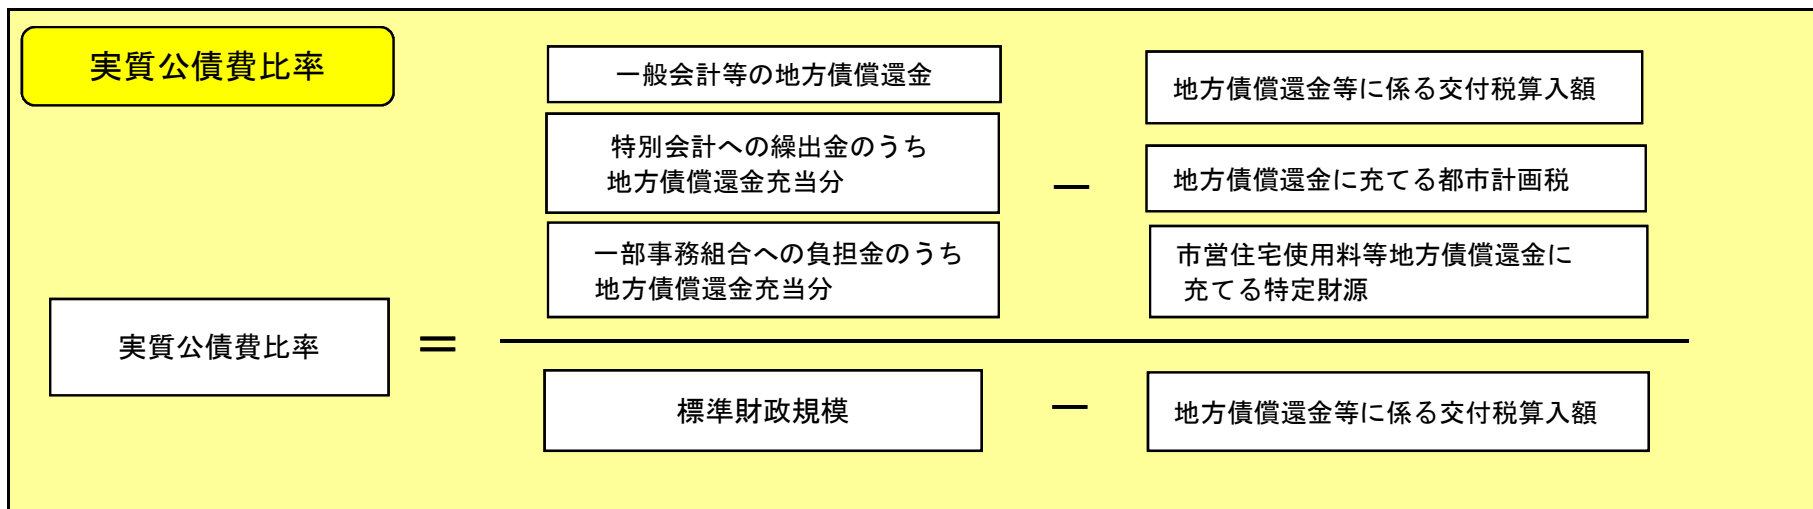 実質公債費比率
一般会計等の地方債償還金
特別会計への繰出金のうち
地方債償還金充当分
一部事務組合への負担金のうち
地方債償還金充当分
－
地方債償還金等に係る交付税算入額
地方債償還金に充てる都市計画税
市営住宅使用料等地方債償還金に
充てる特定財源
実質公債費比率
＝
標準財政規模
－
地方債償還金等に係る交付税算入額